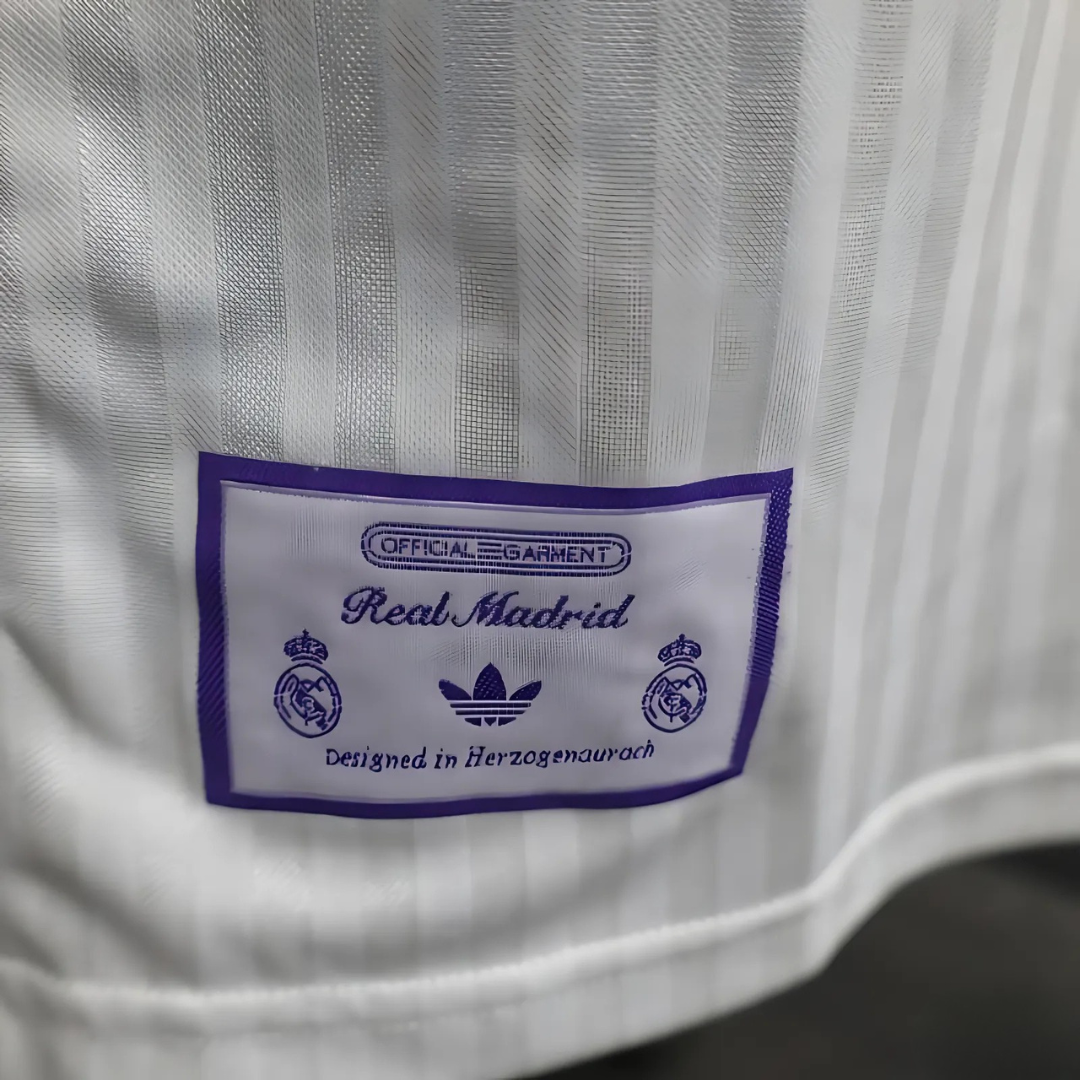 OFFICIAL GARMENT
Real Madrid
Designed in Herzogenaurach